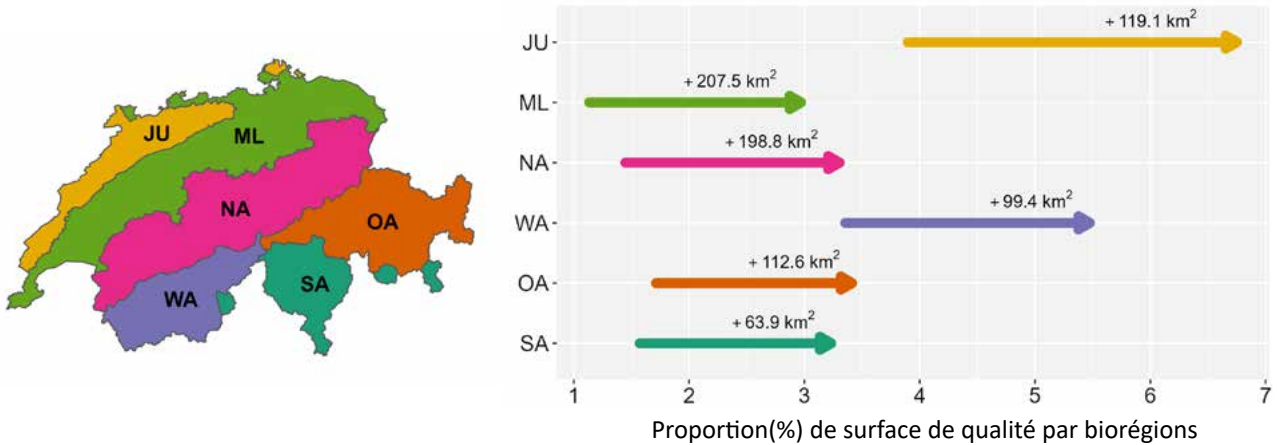 JU
ML
NA
OA
WA
SA
JU
+ 119.1 km²
ML
+ 207.5 km²
NA
+ 198.8 km²
WA
+ 99.4 km²
OA
+ 112.6 km²
SA
+ 63.9 km²
1 2 3 4 5 6 7
Proportion(%) de surface de qualité par biorégions